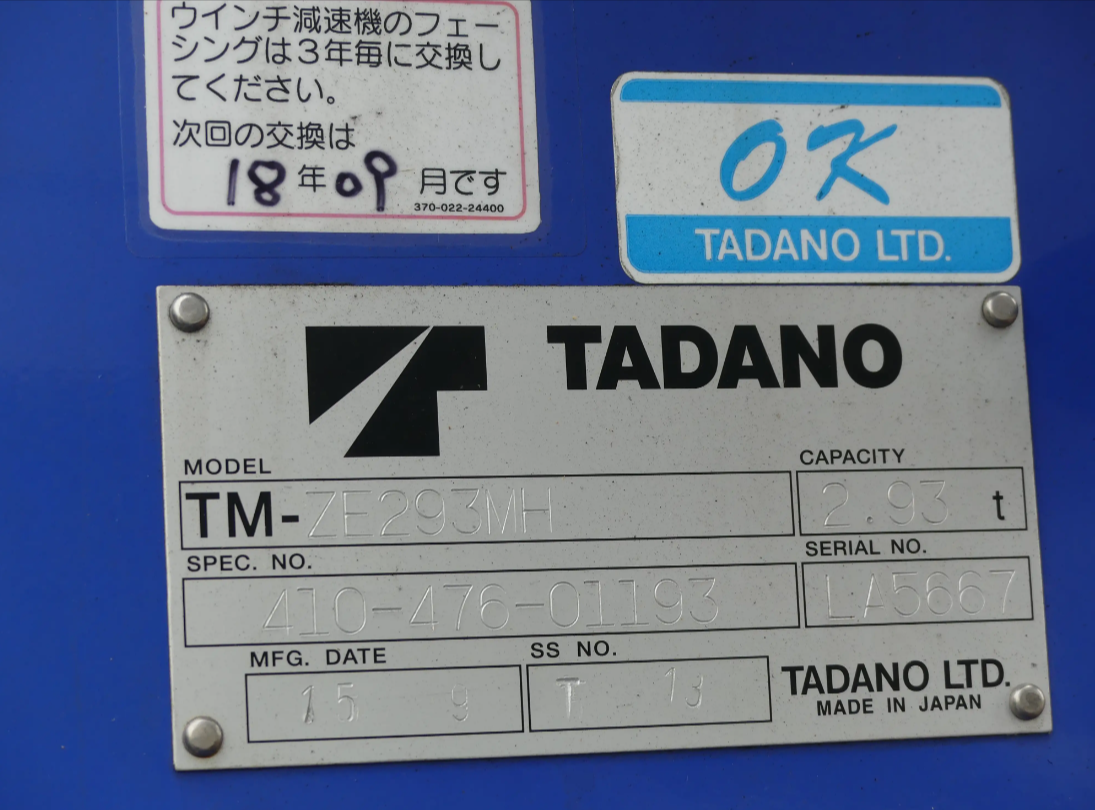 ウインチ減速機のフェー
シングは3年毎に交換し
てください。
次回の交換は
18年09月です
370-022-24400
OK
TADANO LTD.
TADANO
MODEL
TM-ZE293MH
CAPACITY
2.93 t
SPEC. NO.
410-476-01193
SERIAL NO.
LA5667
MFG. DATE
15 9
SS NO.
T 13
TADANO LTD.
MADE IN JAPAN